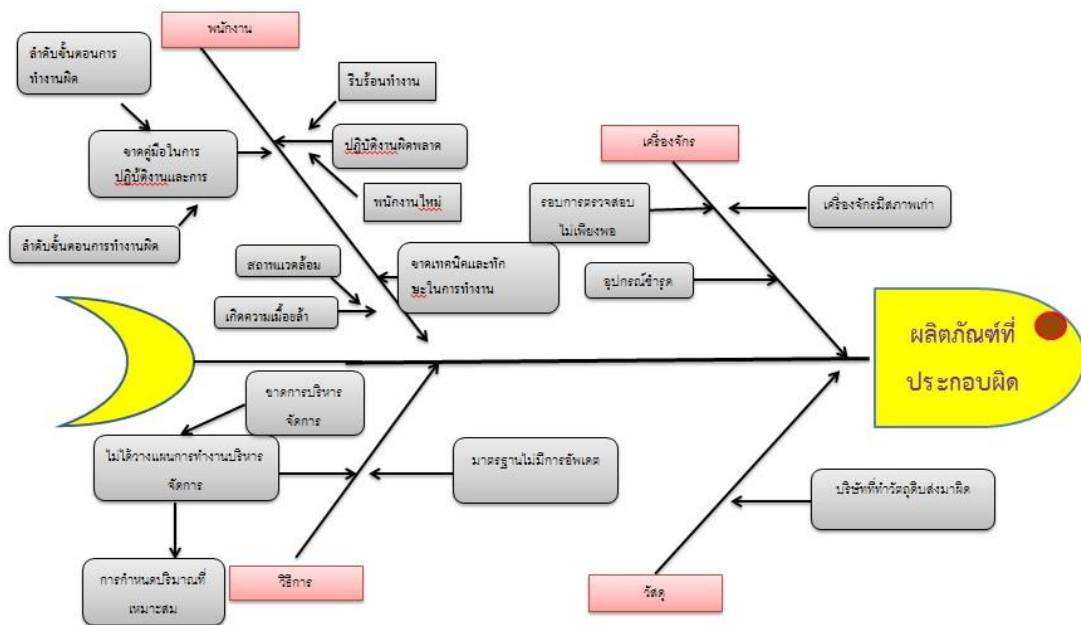 พนักงาน
ลำดับขั้นตอนการ
ทำงานผิด
รีบร้อนทำงาน
ขาดคู่มือในการ
ปฏิบัติงานและการ
ปฏิบัติงานผิดพลาด
พนักงานใหม่
ลำดับขั้นตอนการทำงานผิด
สภาพแวดล้อม
เกิดความเมื่อยล้า
ขาดเทคนิคและทัก
ษะในการทำงาน
เครื่องจักร
รอบการตรวจสอบ
ไม่เพียงพอ
เครื่องจักรมีสภาพเก่า
อุปกรณ์ชำรุด
ผลิตภัณฑ์ที่
ประกอบผิด
ขาดการบริหาร
จัดการ
ไม่ได้วางแผนการทำงานบริหาร
จัดการ
มาตรฐานไม่มีการอัพเดต
บริษัทที่ทำวัตถุดิบส่งมาผิด
การกำหนดปริมาณที่
เหมาะสม
วิธีการ
วัสดุ